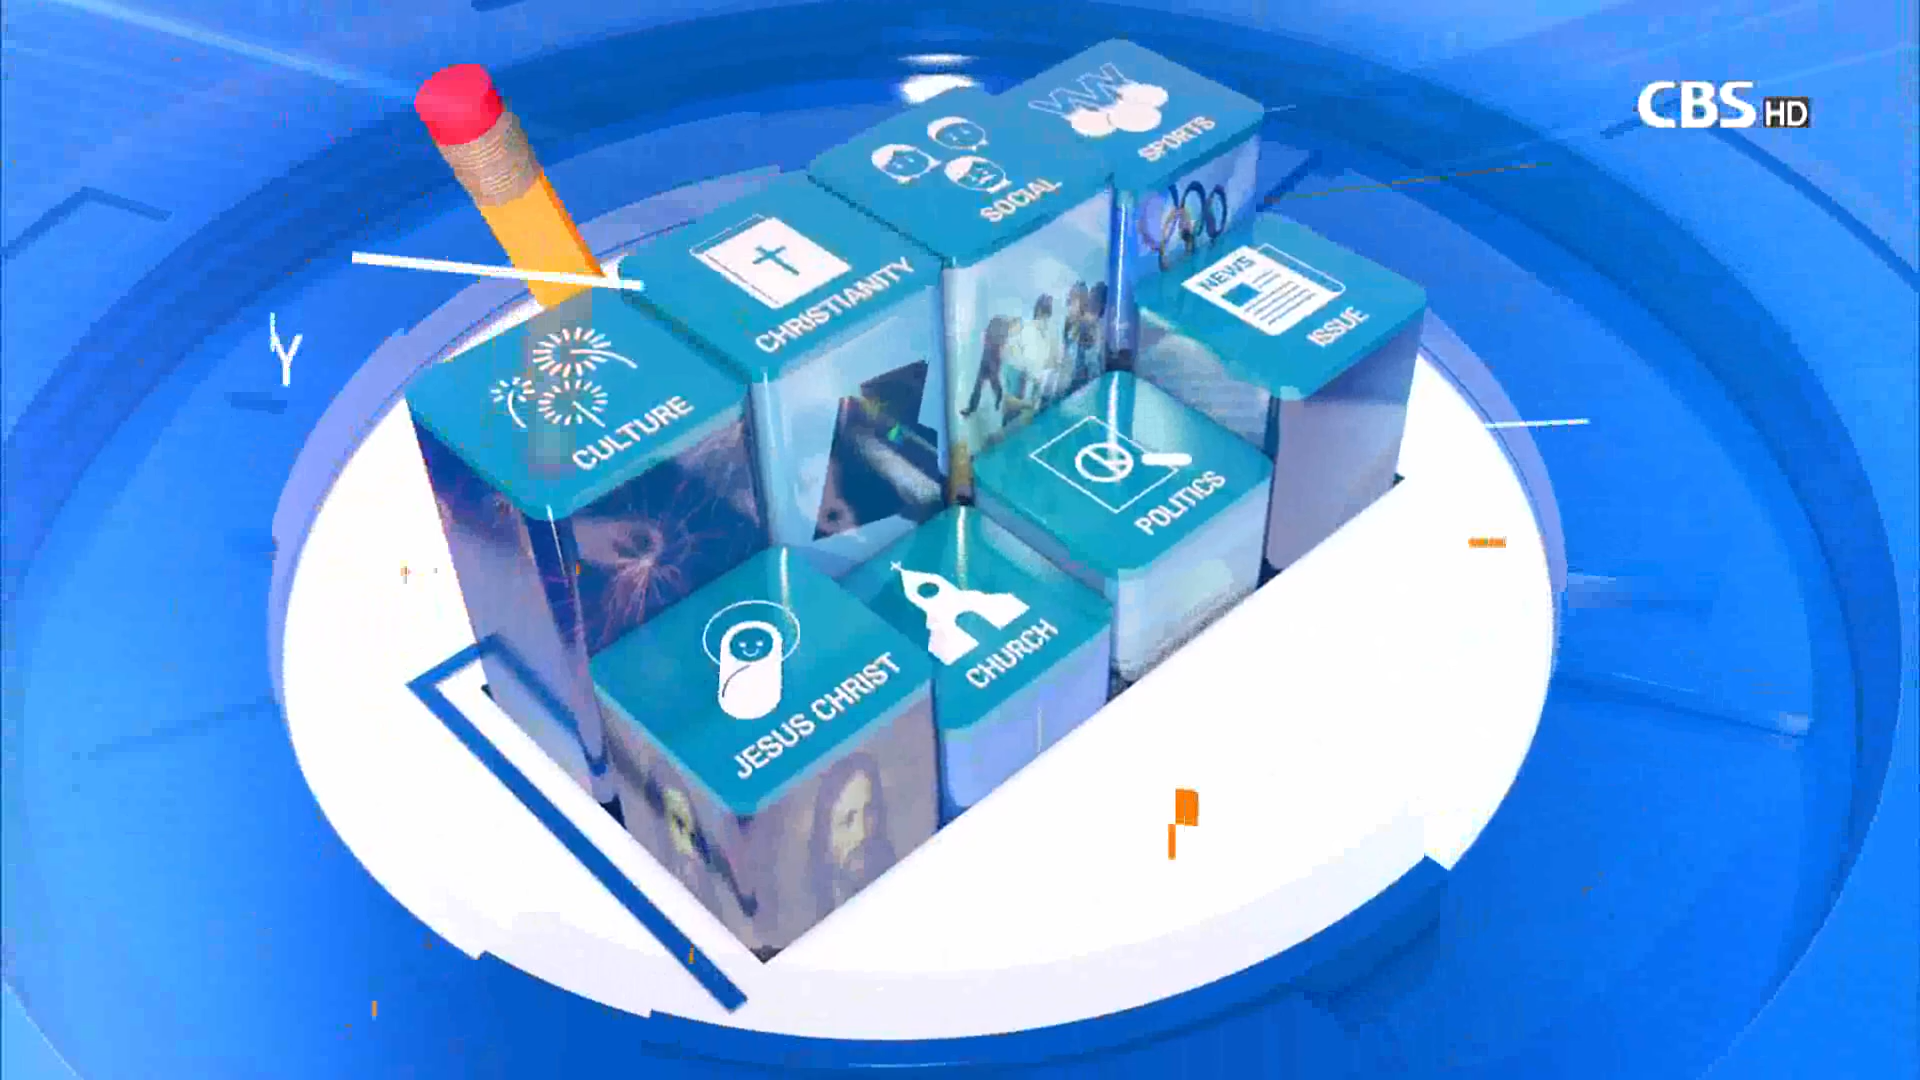 CBS HD
SPORTS
SOCIAL
CHRISTIANITY
NEWS
ISSUE
CULTURE
POLITICS
CHURCH
JESUS CHRIST